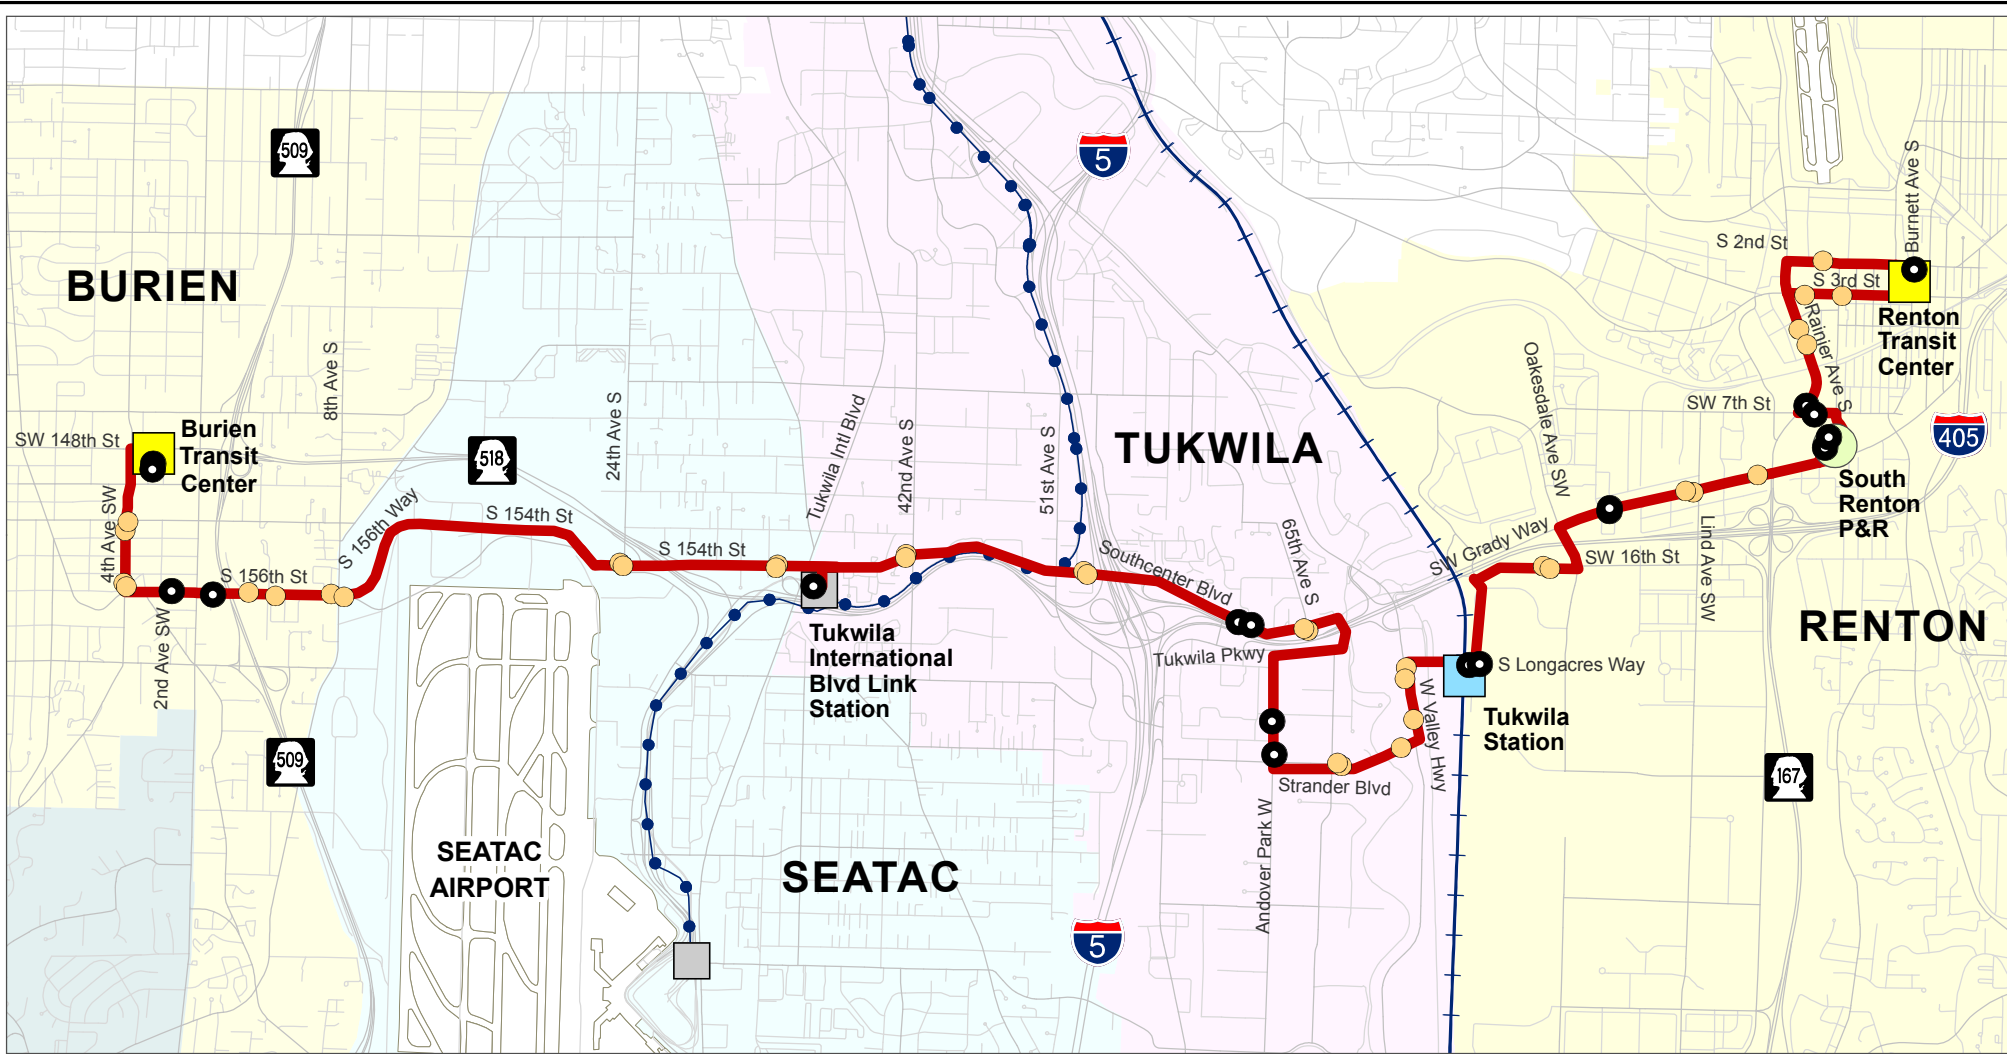 509
5
Burnett Ave S
S 2nd St
S 3rd St
BURIEN
Renton
Transit
Center
Rainier Ave S
Oakesdale Ave SW
8th Ave S
SW 7th St
24th Ave S
Tukwila Intl Blvd
42nd Ave S
51st Ave S
TUKWILA
405
SW 148th St
Burien
Transit
Center
518
South
Renton
P&R
4th Ave SW
S 156th Way
S 154th St
S 154th St
Southcenter Blvd
65th Ave S
SW Grady Way
SW 16th St
Lind Ave SW
S 156th St
2nd Ave SW
Tukwila
International
Blvd Link
Station
Tukwila Pkwy
W Valley Hwy
S Longacres Way
RENTON
Tukwila
Station
509
Strander Blvd
167
Andover Park W
SEATAC
AIRPORT
SEATAC
5